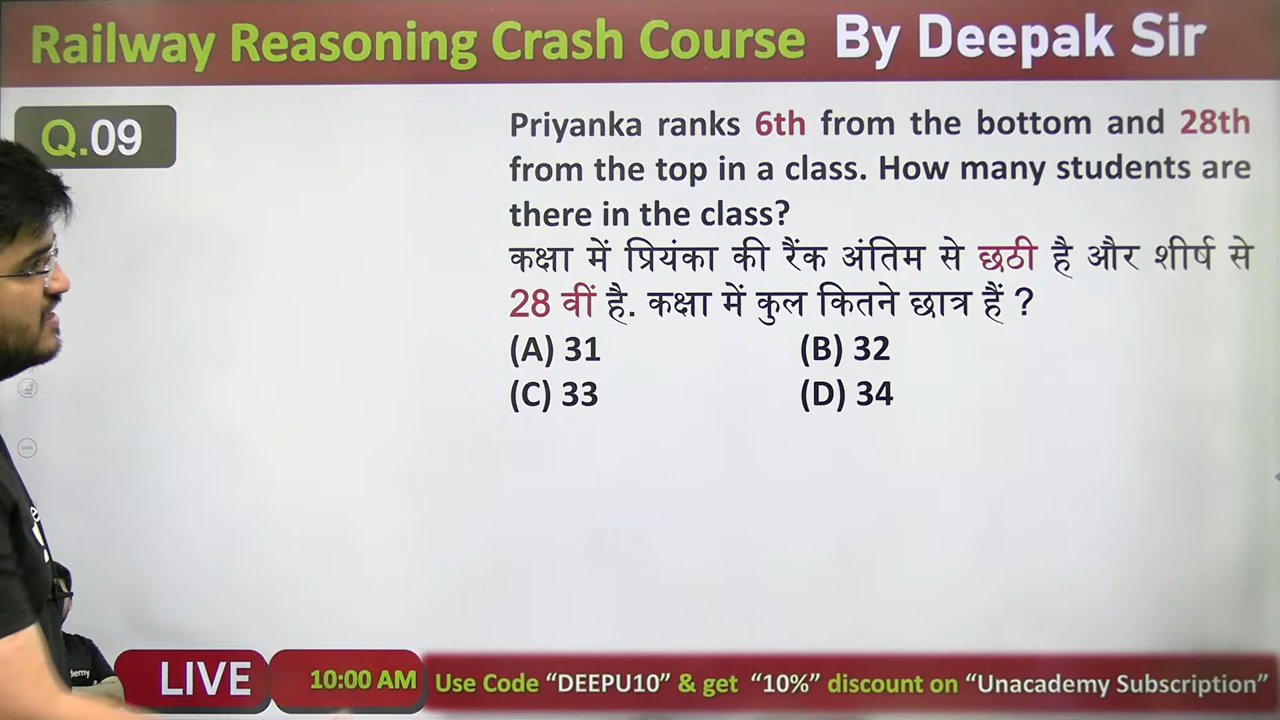 Railway Reasoning Crash Course By Deepak Sir
Q.09
Priyanka ranks 6th from the bottom and 28th
from the top in a class. How many students are
there in the class?
कक्षा में प्रियंका की रैंक अंतिम से छठी है और शीर्ष से
28 वीं है. कक्षा में कुल कितने छात्र हैं ?
(A) 31 (B) 32
(C) 33 (D) 34
LIVE 10:00 AM Use Code “DEEPU10” & get “10%” discount on “Unacademy Subscription”